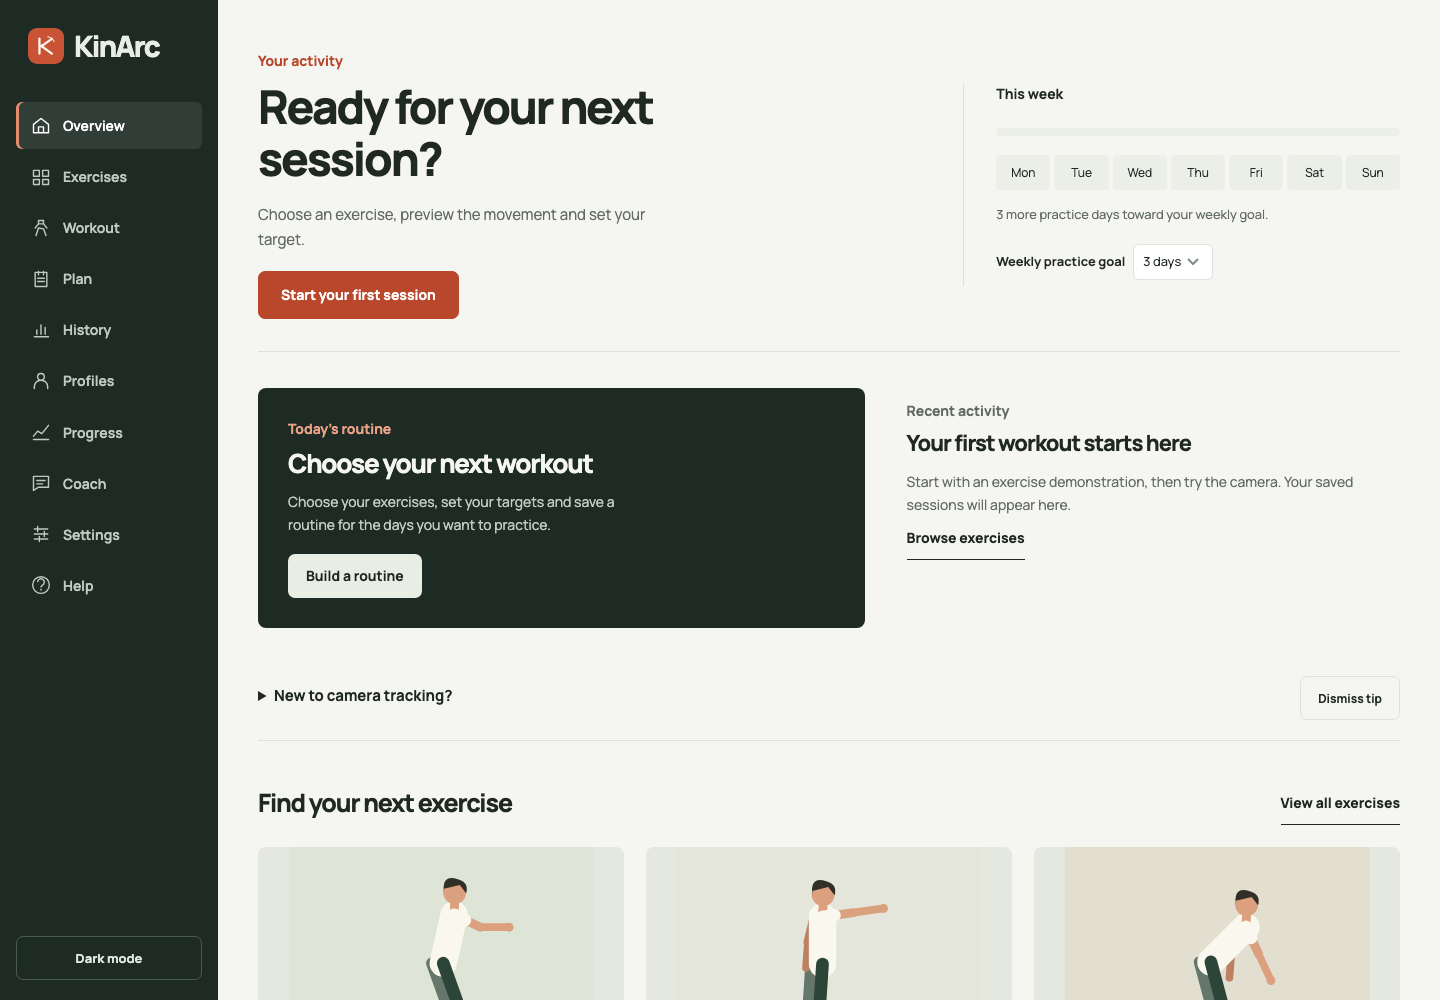 KinArc
Overview
Exercises
Workout
Plan
History
Profiles
Progress
Coach
Settings
Help
Dark mode
Your activity
Ready for your next
session?
Choose an exercise, preview the movement and set your
target.
Start your first session
This week
Mon Tue Wed Thu Fri Sat Sun
3 more practice days toward your weekly goal.
Weekly practice goal 3 days
Today's routine
Choose your next workout
Choose your exercises, set your targets and save a
routine for the days you want to practice.
Build a routine
Recent activity
Your first workout starts here
Start with an exercise demonstration, then try the camera. Your saved
sessions will appear here.
Browse exercises
New to camera tracking?
Dismiss tip
Find your next exercise
View all exercises